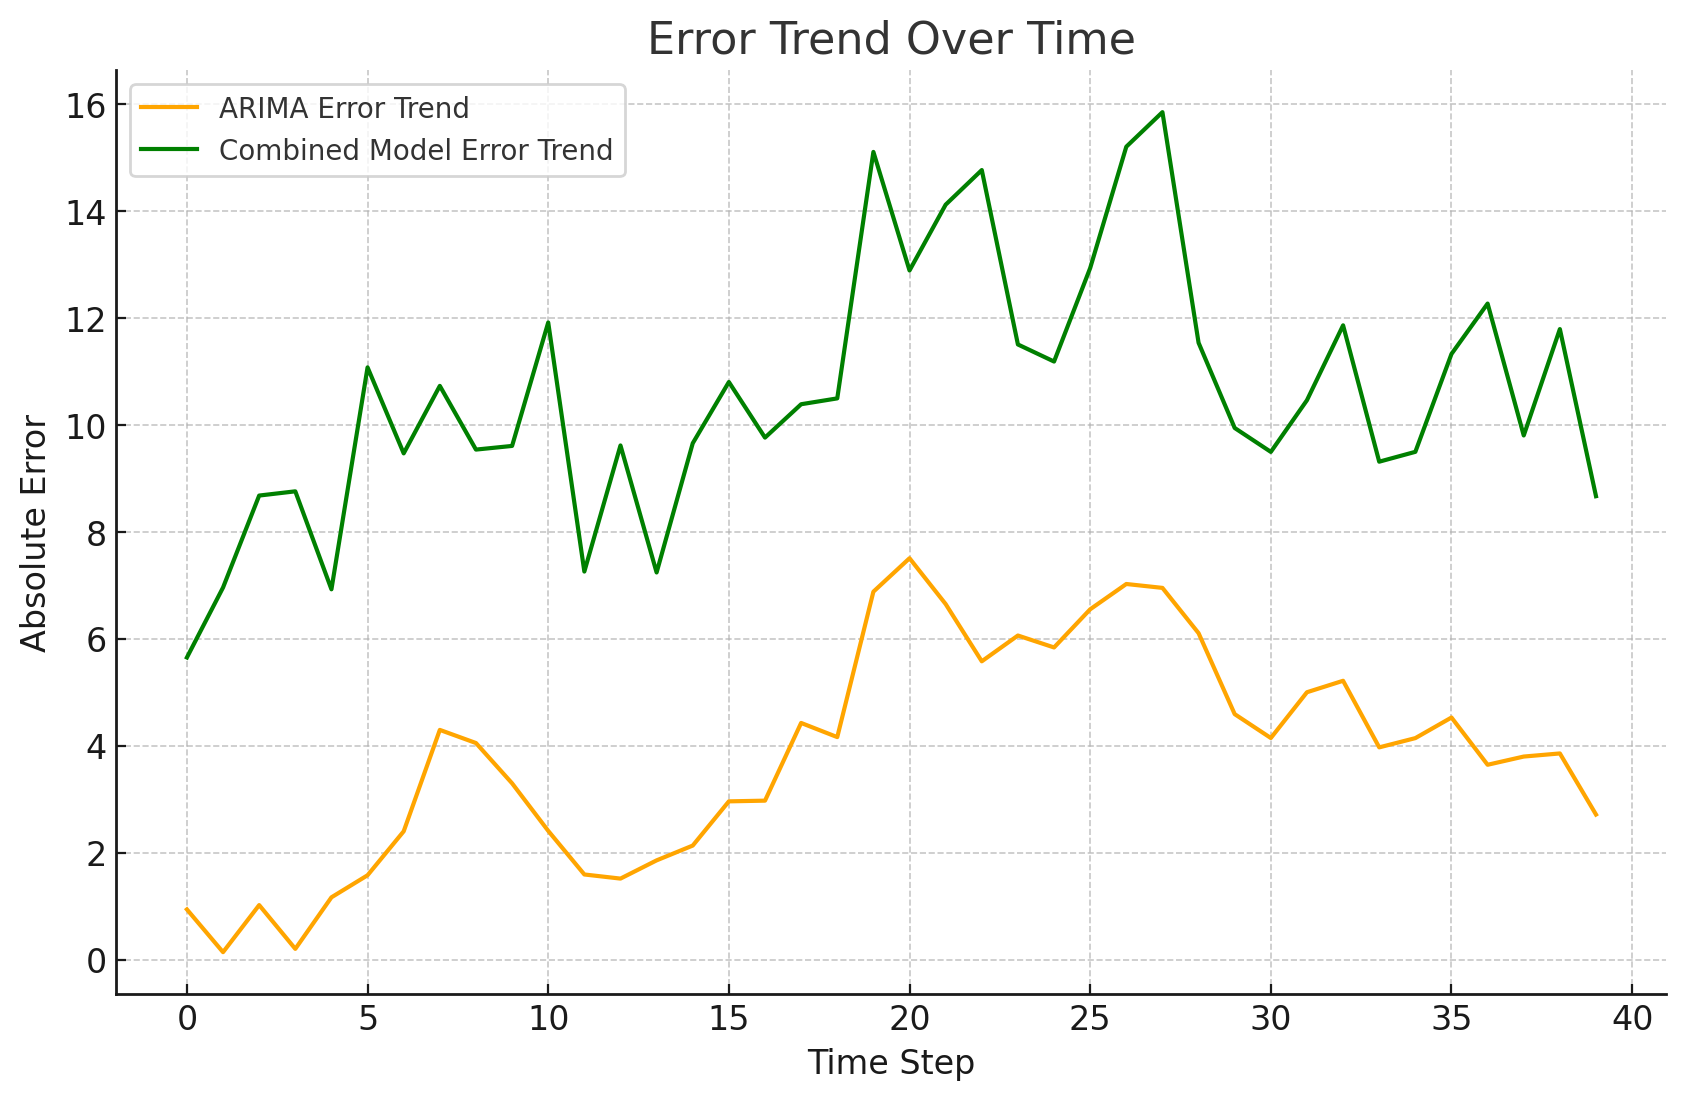 Error Trend Over Time
ARIMA Error Trend
Combined Model Error Trend
Absolute Error
16
14
12
10
8
6
4
2
0
0 5 10 15 20 25 30 35 40
Time Step